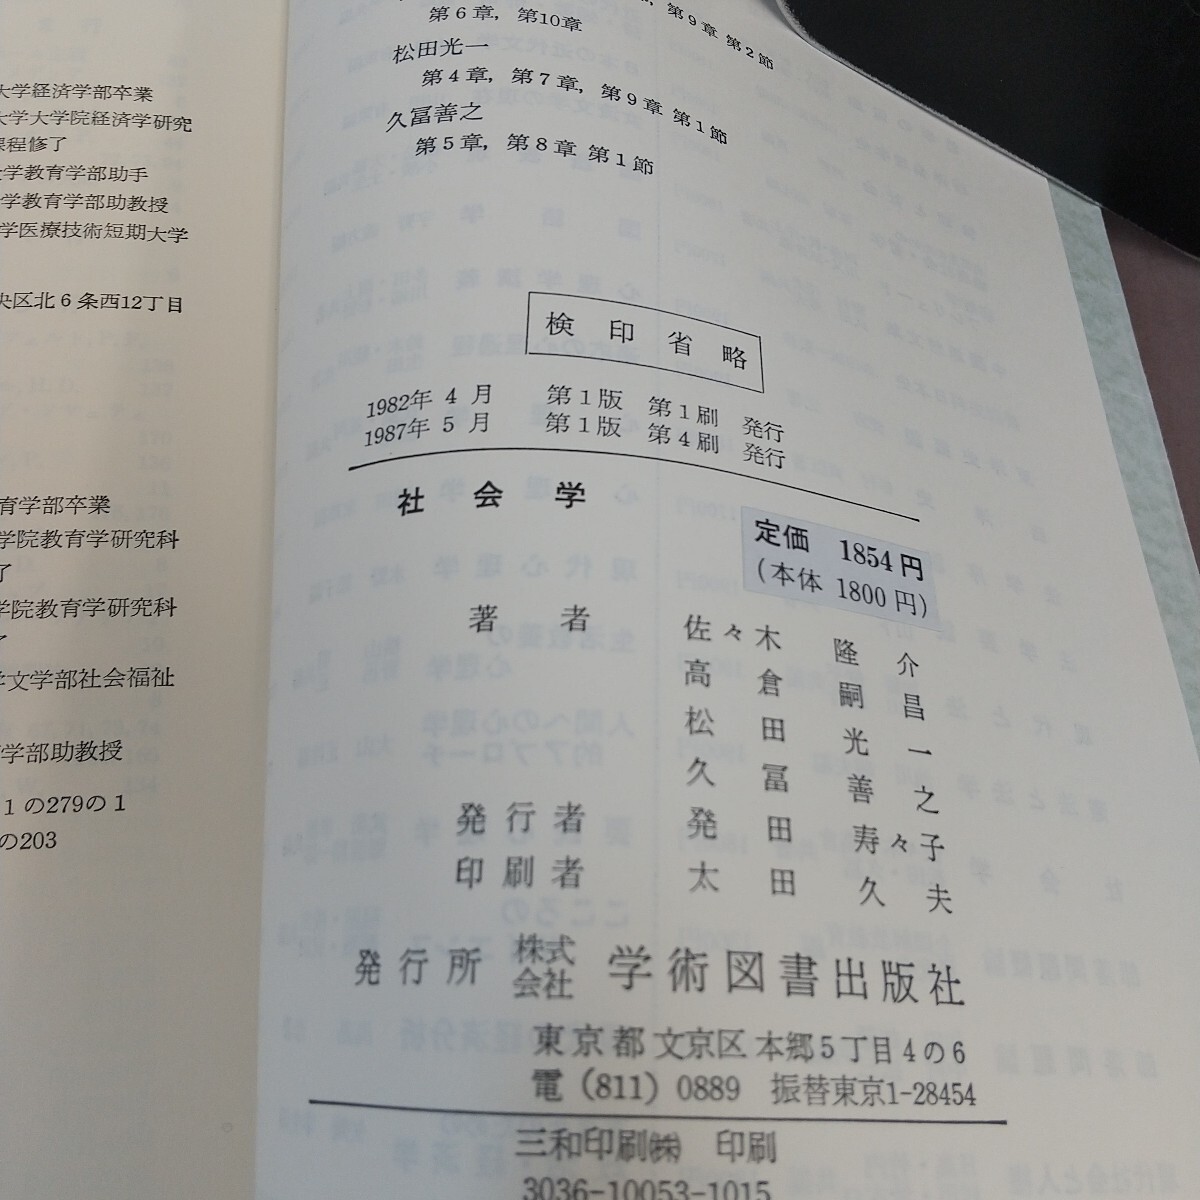 大学経済学部卒業
大学大学院経済学研究
課程修了
学教育学部助手
学教育学部助教授
学医療技術短期大学
央区北6条西12丁目
育学部卒業
学院教育学研究科
了
学院教育学研究科
学文学部社会福祉
学部助教授
1の279の1
の203
第9章 第2節
第6章，第10章
松田光一
第4章，第7章，第9章 第1節
久冨善之
第5章，第8章 第1節
検印省略
1982年 4月 第1版 第1刷 発行
1987年 5月 第1版 第4刷 発行
社会学
定価 1854円
(本体 1800円)
著者 佐々木 隆介
高倉嗣昌
松田光一
久冨善之
発行者 発田寿々子
印刷者 太田久夫
発行所 株式会社 学術図書出版社
東京都文京区本郷5丁目4の6
電 (811) 0889 振替東京1-28454
三和印刷㈱ 印刷
3036-10053-1015